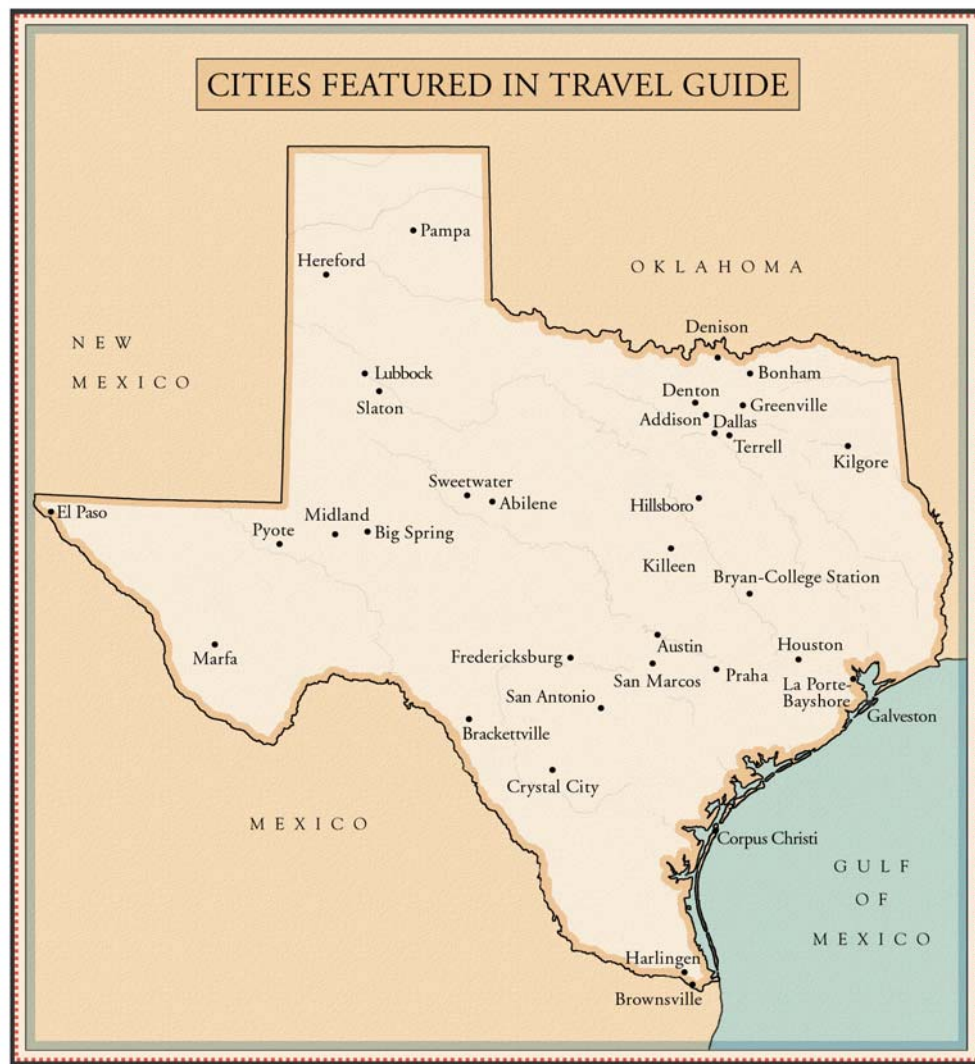 CITIES FEATURED IN TRAVEL GUIDE
Pampa
Hereford
OKLAHOMA
Denison
NEW
MEXICO
Lubbock
Bonham
Slaton
Denton
Greenville
Addison
Dallas
Terrell
Kilgore
Sweetwater
Abilene
Hillsboro
El Paso
Midland
Pyote
Big Spring
Killeen
Bryan-College Station
Austin
Houston
Marfa
Fredericksburg
San Marcos
Praha
La Porte-
Bayshore
San Antonio
Galveston
Brackettville
Crystal City
MEXICO
Corpus Christi
GULF
OF
MEXICO
Harlingen
Brownsville